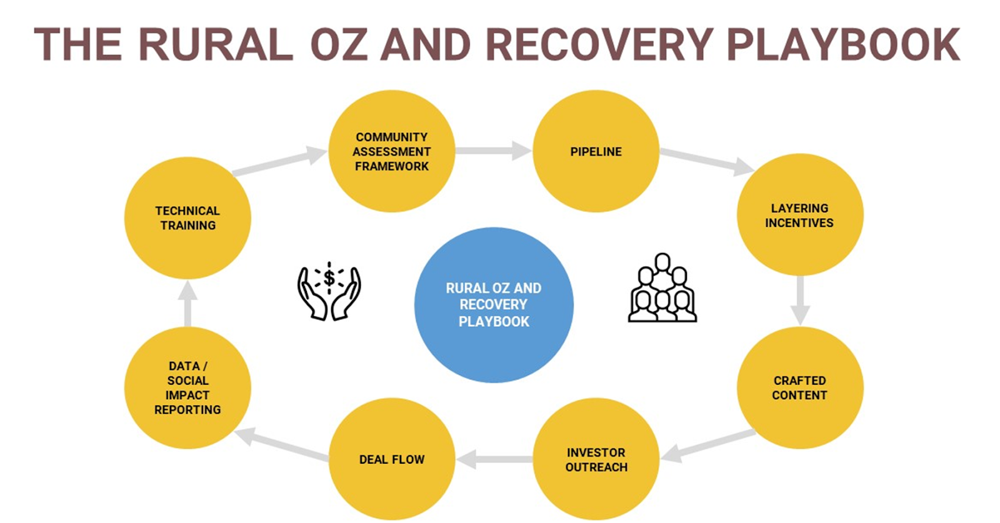 THE RURAL OZ AND RECOVERY PLAYBOOK
COMMUNITY
ASSESSMENT
FRAMEWORK
PIPELINE
LAYERING
INCENTIVES
CRAFTED
CONTENT
INVESTOR
OUTREACH
DEAL FLOW
DATA /
SOCIAL
IMPACT
REPORTING
TECHNICAL
TRAINING
$
RURAL OZ AND
RECOVERY
PLAYBOOK